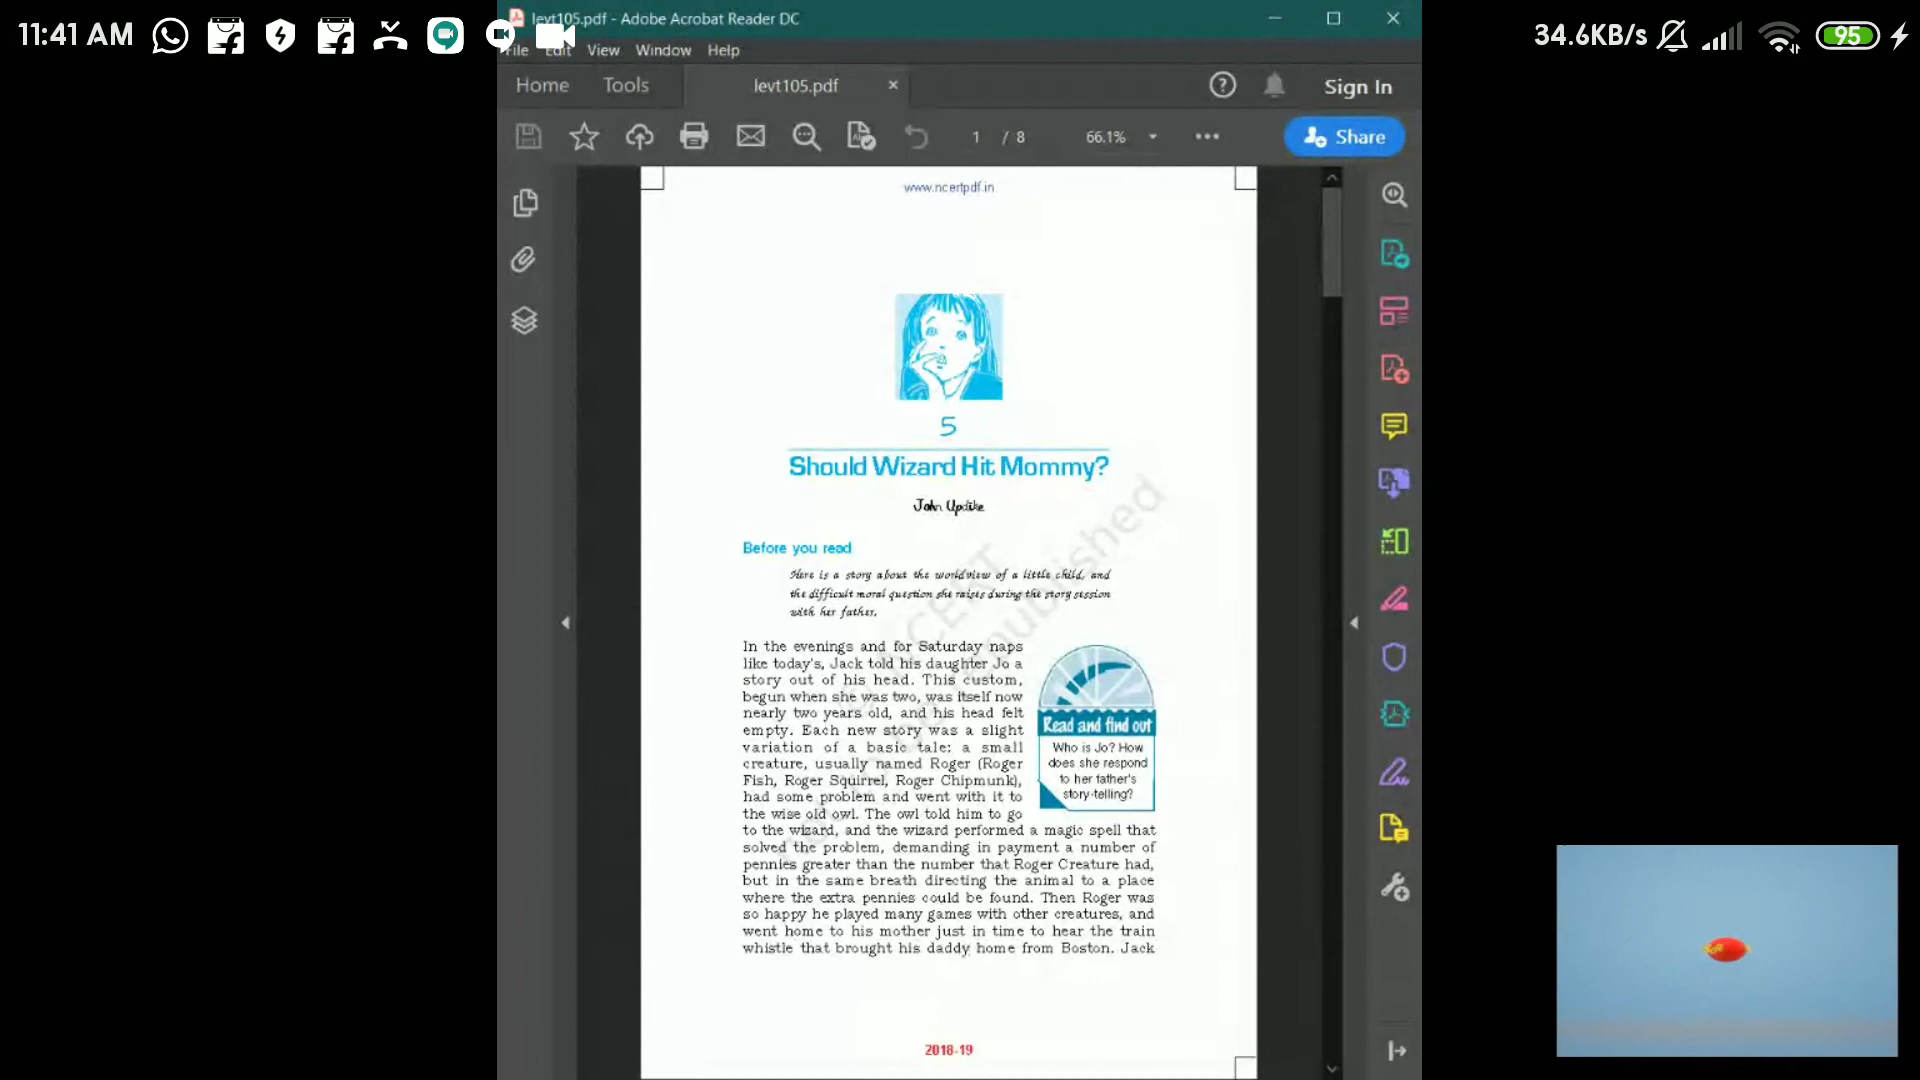 11:41 AM
34.6KB/s
95
levt105.pdf - Adobe Acrobat Reader DC
File Edit View Window Help
Home Tools levt105.pdf Sign In
1 / 8 66.1% Share
www.ncertpdf.in
5
Should Wizard Hit Mommy?
John Updike
Before you read
Here is a story about the worldview of a little child, and
the difficult moral question she raises during the story session
with her father.
In the evenings and for Saturday naps
like today's, Jack told his daughter Jo a
story out of his head. This custom,
begun when she was two, was itself now
nearly two years old, and his head felt
empty. Each new story was a slight
variation of a basic tale: a small
creature, usually named Roger (Roger
Fish, Roger Squirrel, Roger Chipmunk),
had some problem and went with it to
the wise old owl. The owl told him to go
to the wizard, and the wizard performed a magic spell that
solved the problem, demanding in payment a number of
pennies greater than the number that Roger Creature had,
but in the same breath directing the animal to a place
where the extra pennies could be found. Then Roger was
so happy he played many games with other creatures, and
went home to his mother just in time to hear the train
whistle that brought his daddy home from Boston. Jack
Read and find out
Who is Jo? How
does she respond
to her father's
story-telling?
© NCERT
not to be republished
2018-19